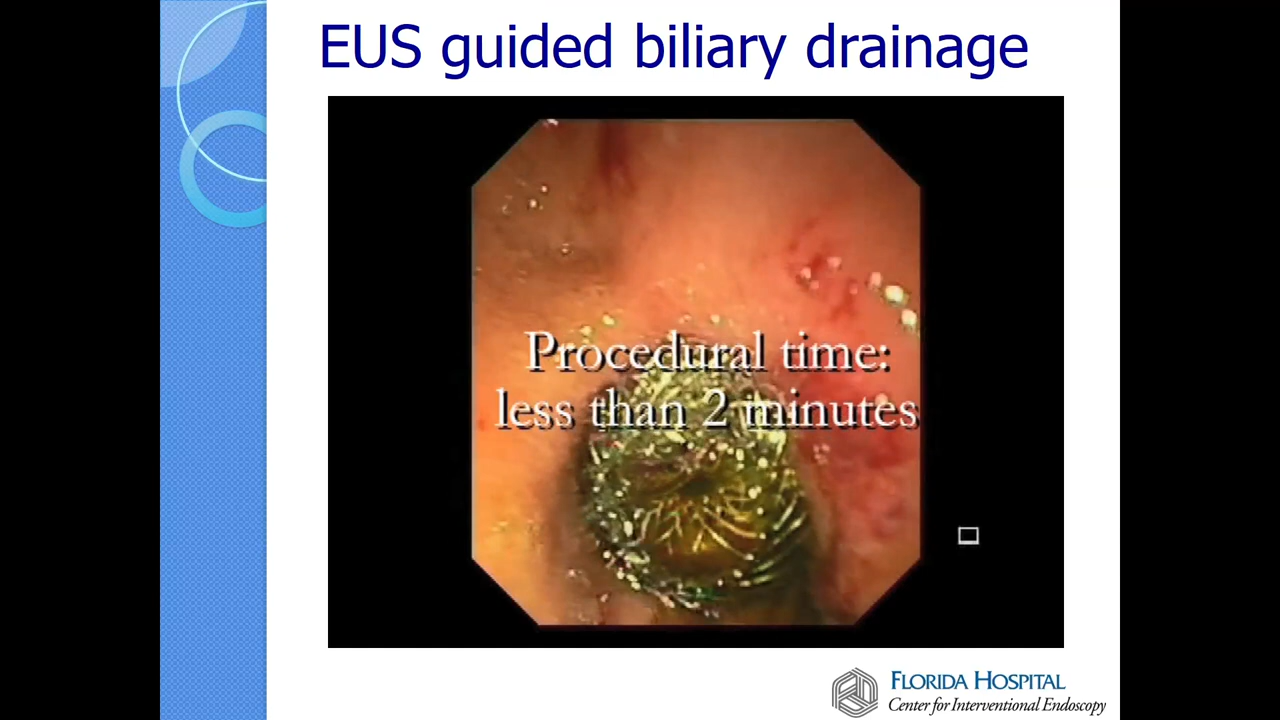 EUS guided biliary drainage
Procedural time:
less than 2 minutes
FLORIDA HOSPITAL
Center for Interventional Endoscopy